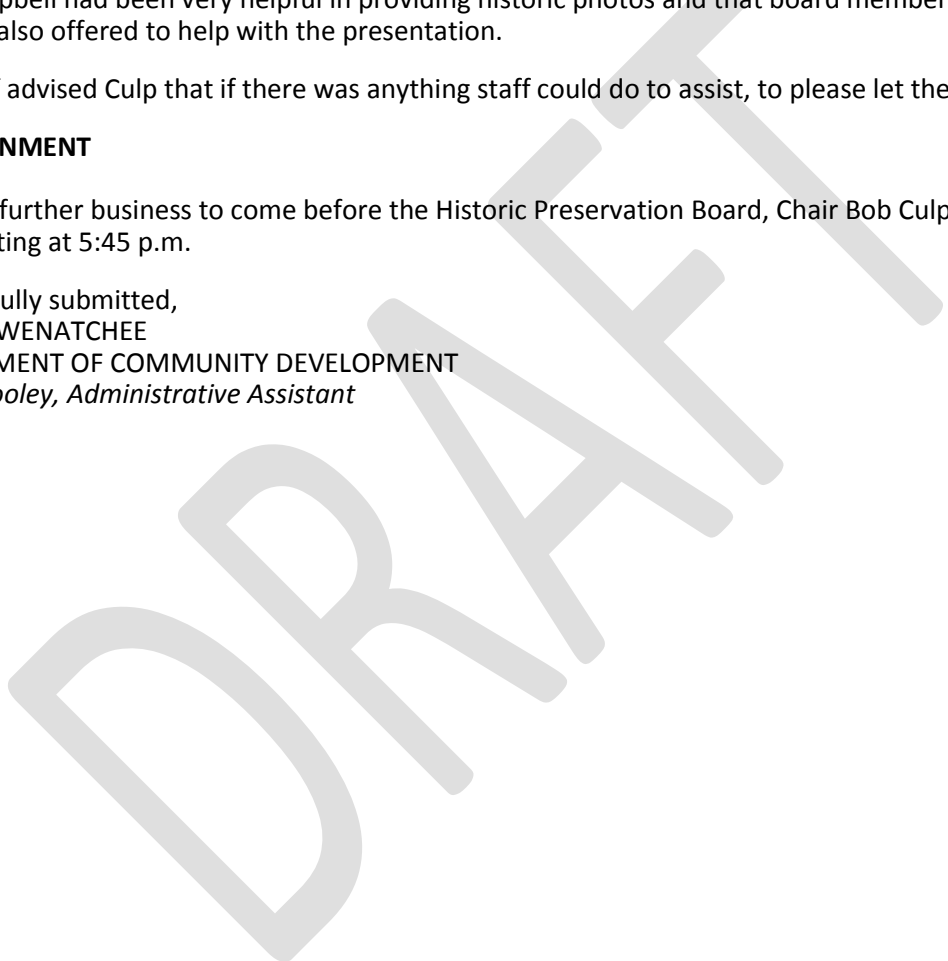 pbell had been very helpful in providing historic photos and that board member
also offered to help with the presentation.
advised Culp that if there was anything staff could do to assist, to please let the
NMENT
further business to come before the Historic Preservation Board, Chair Bob Culp
ting at 5:45 p.m.
ully submitted,
WENATCHEE
MENT OF COMMUNITY DEVELOPMENT
ooley, Administrative Assistant
DRAFT